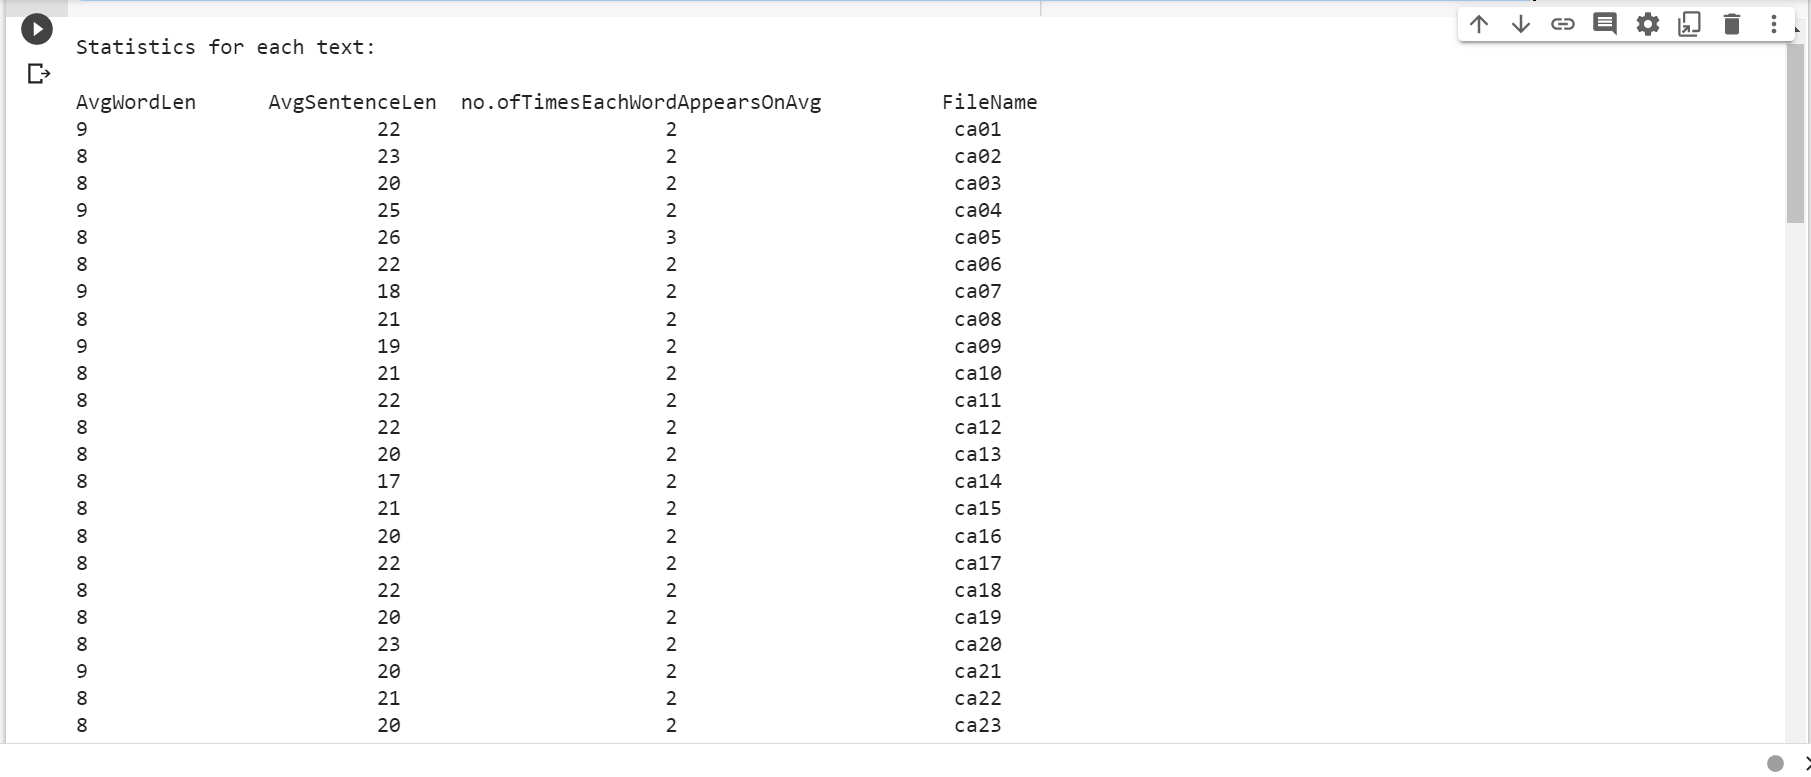 Statistics for each text:
AvgWordLen AvgSentenceLen no.ofTimesEachWordAppearsOnAvg FileName
9 22 2 ca01
8 23 2 ca02
8 20 2 ca03
9 25 2 ca04
8 26 3 ca05
8 22 2 ca06
9 18 2 ca07
8 21 2 ca08
9 19 2 ca09
8 21 2 ca10
8 22 2 ca11
8 22 2 ca12
8 20 2 ca13
8 17 2 ca14
8 21 2 ca15
8 20 2 ca16
8 22 2 ca17
8 22 2 ca18
8 20 2 ca19
8 23 2 ca20
9 20 2 ca21
8 21 2 ca22
8 20 2 ca23